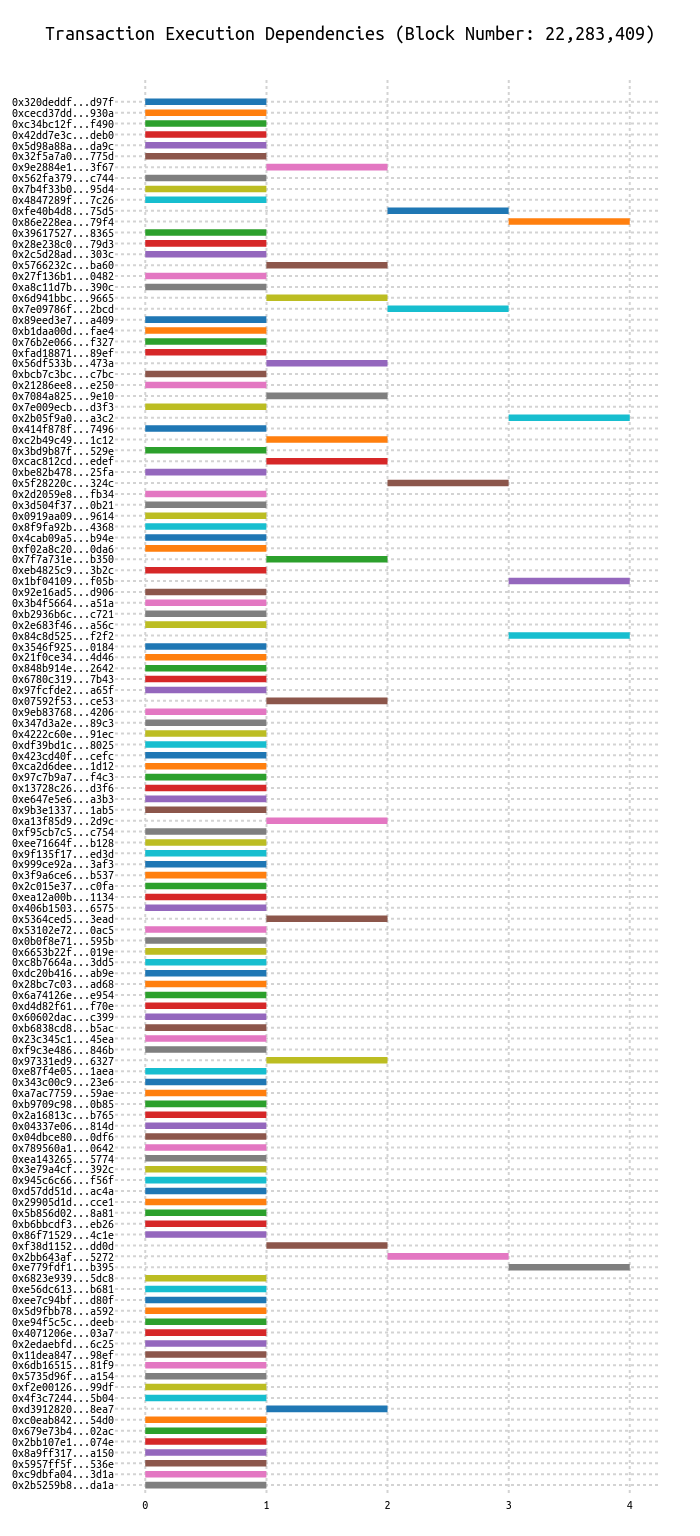 Transaction Execution Dependencies (Block Number: 22,283,409)
0x320deddf...d97f
0xcecd37dd...930a
0xc34bc12f...f490
0x42dd7e3c...deb0
0x5d98a88a...da9c
0x32f5a7a0...775d
0x9e2884e1...3f67
0x562fa379...c744
0x7b4f33b0...95d4
0x4847289f...7c26
0xfe40b4d8...75d5
0x86e228ea...79f4
0x39617527...8365
0x28e238c0...79d3
0x2c5d28ad...303c
0x5766232c...ba60
0x27f136b1...0482
0xa8c11d7b...390c
0x6d941bbc...9665
0x7e09786f...2bcd
0x89eed3e7...a409
0xb1daa00d...fae4
0x76b2e066...f327
0xfad18871...89ef
0x56df533b...473a
0xbcb7c3bc...c7bc
0x21286ee8...e250
0x7084a825...9e10
0x7e009ecb...d3f3
0x2b05f9a0...a3c2
0x414f878f...7496
0xc2b49c49...1c12
0x3bd9b87f...529e
0xcac812cd...edef
0xbe82b478...25fa
0x5f28220c...324c
0x2d2059e8...fb34
0x3d504f37...0b21
0x0919aa09...9614
0x8f9fa92b...4368
0x4cab09a5...b94e
0xf02a8c20...0da6
0x7f7a731e...b350
0xeb4825c9...3b2c
0x1bf04109...f05b
0x92e16ad5...d906
0x3b4f5664...a51a
0xb2936b6c...c721
0x2e683f46...a56c
0x84c8d525...f2f2
0x3546f925...0184
0x21f0ce34...4d46
0x848b914e...2642
0x6780c319...7b43
0x97fcfde2...a65f
0x07592f53...ce53
0x9eb83768...4206
0x347d3a2e...89c3
0x4222c60e...91ec
0xdf39bd1c...8025
0x423cd40f...cefc
0xca2d6dee...1d12
0x97c7b9a7...f4c3
0x13728c26...d3f6
0xe647e5e6...a3b3
0x9b3e1337...1ab5
0xa13f85d9...2d9c
0xf95cb7c5...c754
0xee71664f...b128
0x9f135f17...ed3d
0x999ce92a...3af3
0x3f9a6ce6...b537
0x2c015e37...c0fa
0xea12a00b...1134
0x406b1503...6575
0x5364ced5...3ead
0x53102e72...0ac5
0x0b0f8e71...595b
0x6653b22f...019e
0xc8b7664a...3dd5
0xdc20b416...ab9e
0x28bc7c03...ad68
0x6a74126e...e954
0xd4d82f61...f70e
0x60602dac...c399
0xb6838cd8...b5ac
0x23c345c1...45ea
0xf9c3e486...846b
0x97331ed9...6327
0xe87f4e05...1aea
0x343c00c9...23e6
0xa7ac7759...59ae
0xb9709c98...0b85
0x2a16813c...b765
0x04337e06...814d
0x04dbce80...0df6
0x789560a1...0642
0xea143265...5774
0x3e79a4cf...392c
0x945c6c66...f56f
0xd57dd51d...ac4a
0x29905d1d...cce1
0x5b856d02...8a81
0xb6bbcdf3...eb26
0x86f71529...4c1e
0xf38d1152...dd0d
0x2bb643af...5272
0xe779fdf1...b395
0x6823e939...5dc8
0xe56dc613...b681
0xee7c94bf...d80f
0x5d9fbb78...a592
0xe94f5c5c...deeb
0x4071206e...03a7
0x2edaebfd...6c25
0x11dea847...98ef
0x6db16515...81f9
0x5735d96f...a154
0xf2e00126...99df
0x4f3c7244...5b04
0xd3912820...8ea7
0xc0eab842...54d0
0x679e73b4...02ac
0x2bb107e1...074e
0x8a9ff317...a150
0x5957ff5f...536e
0xc9dbfa04...3d1a
0x2b5259b8...da1a
0 1 2 3 4